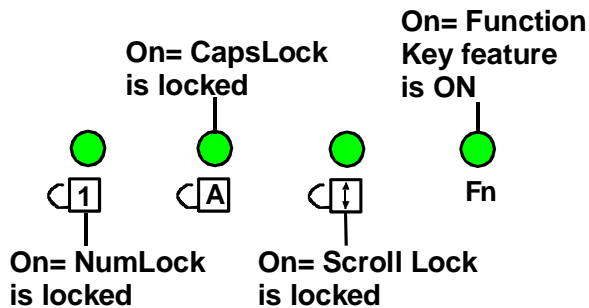 On= Function
Key feature
is ON
On= CapsLock
is locked
1
A
Fn
On= NumLock
is locked
On= Scroll Lock
is locked